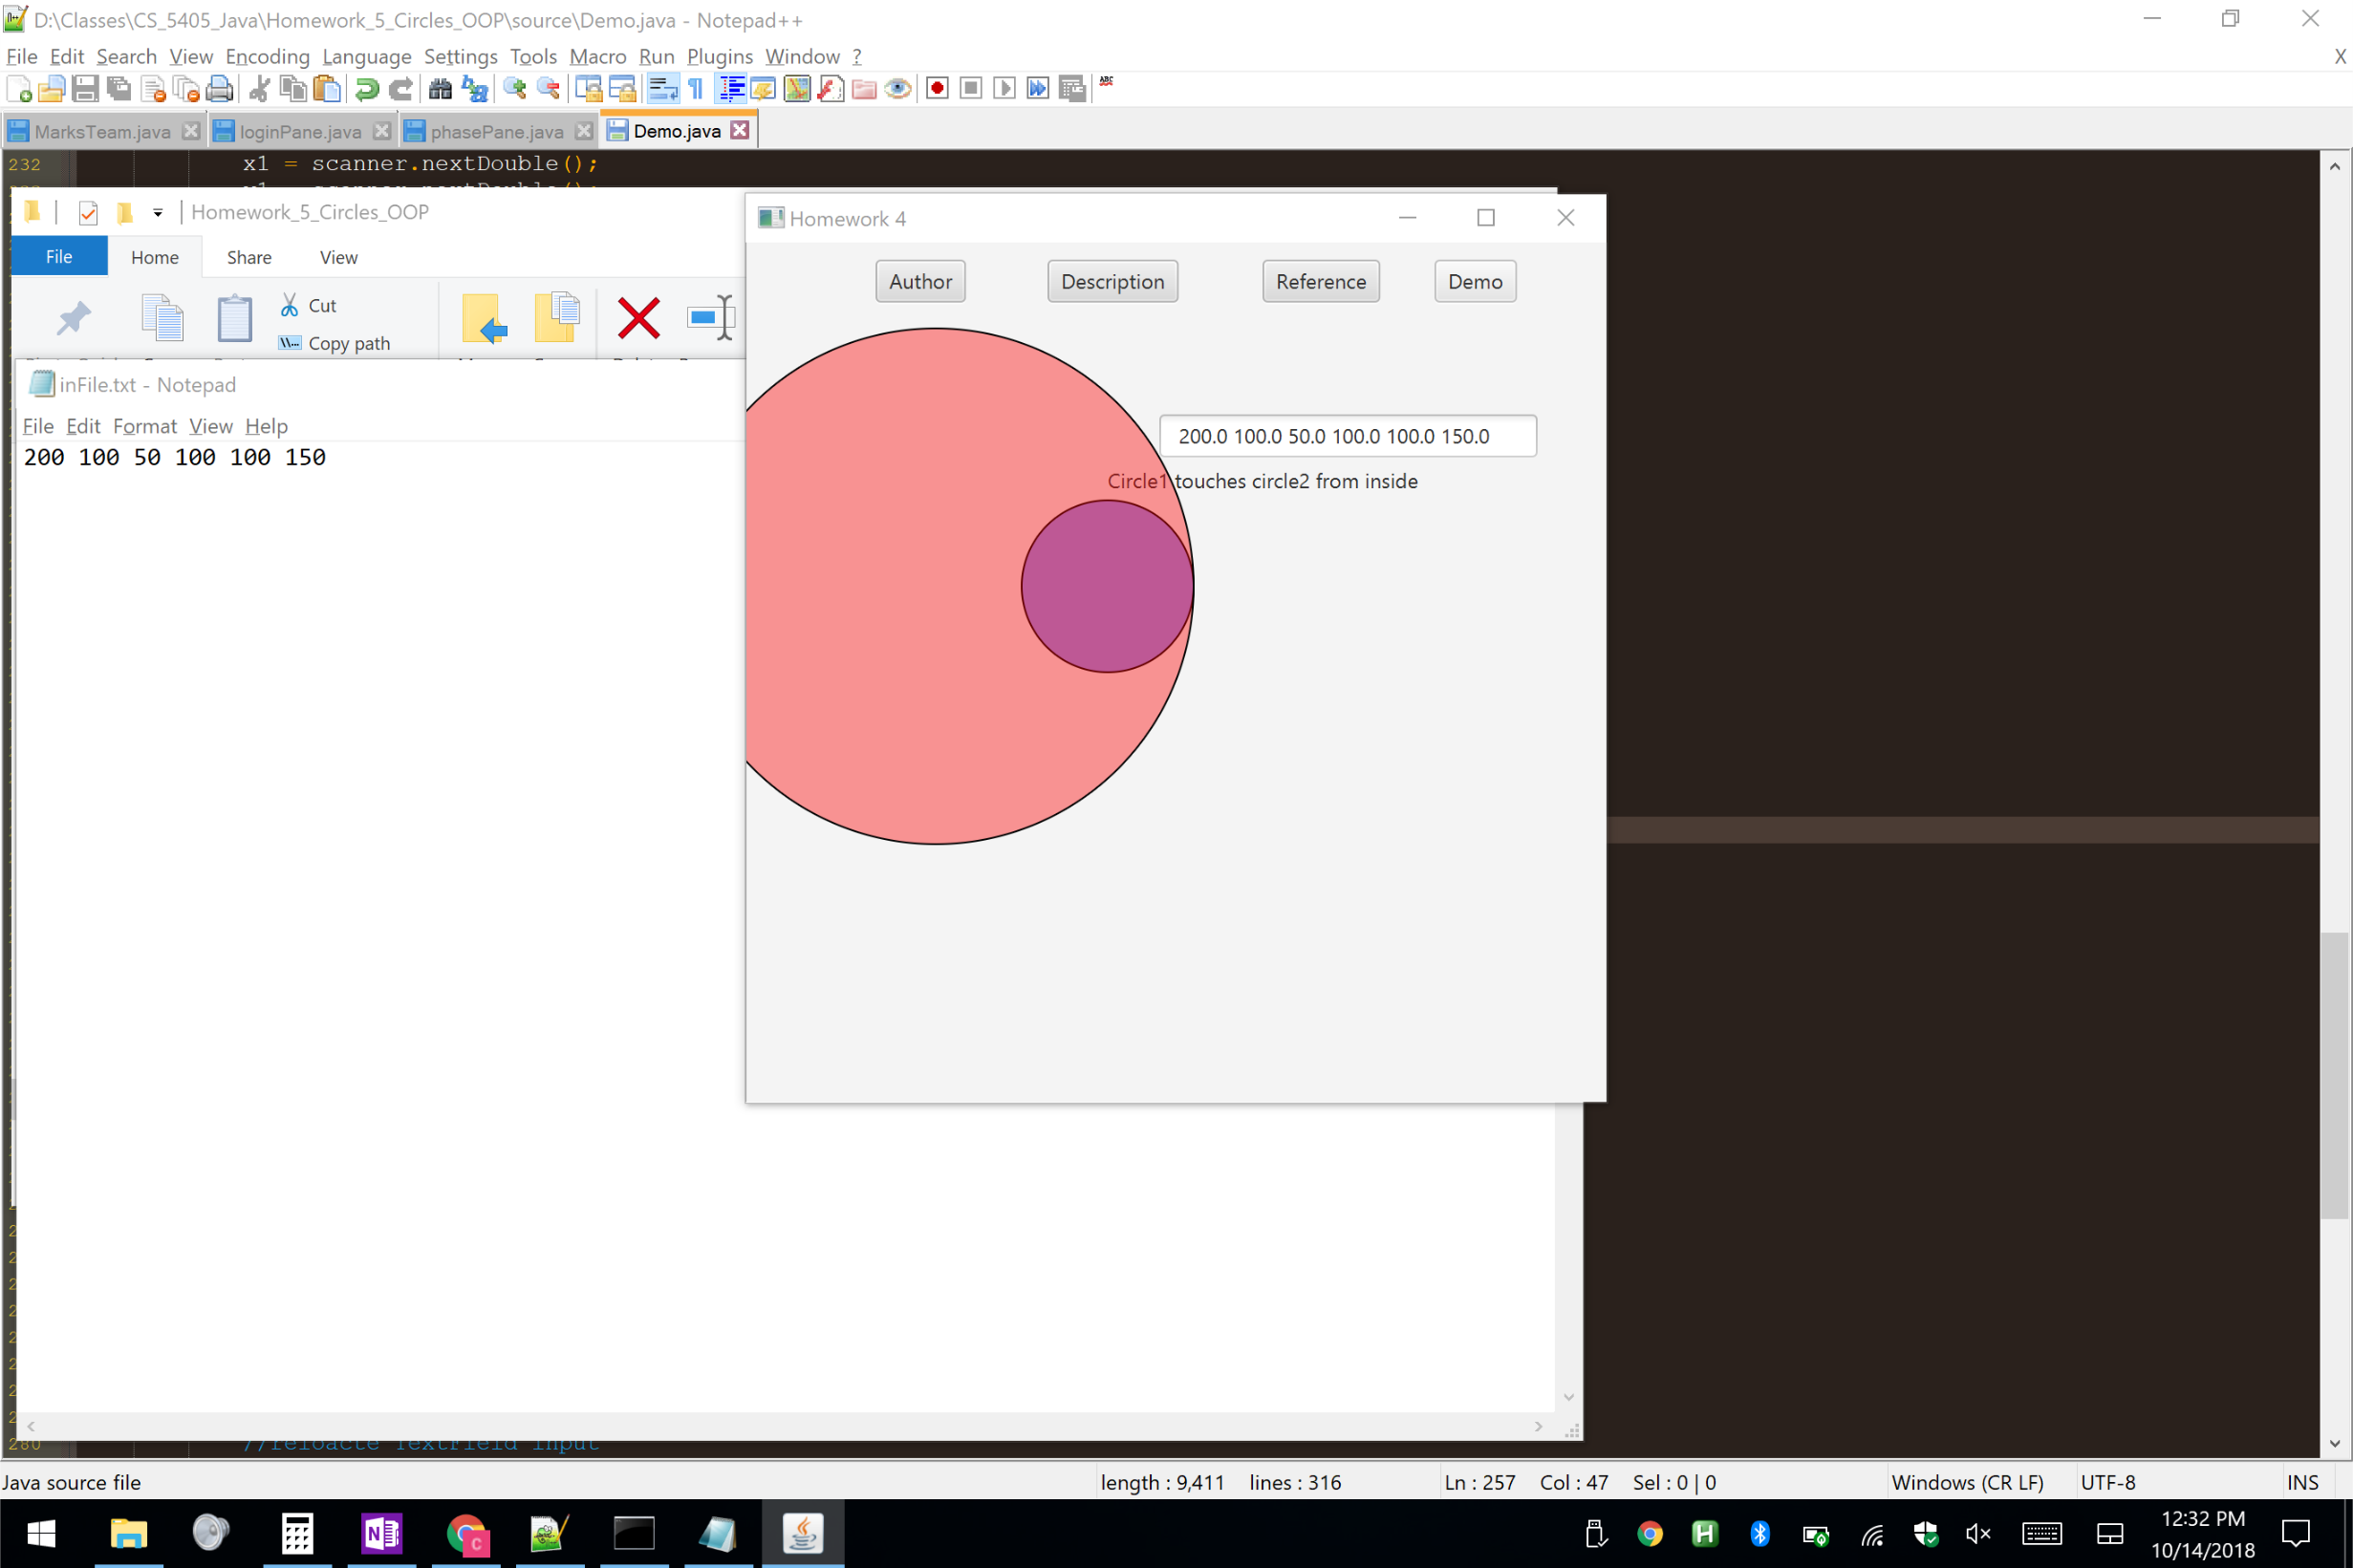 D:\Classes\CS_5405_Java\Homework_5_Circles_OOP\source\Demo.java - Notepad++
File Edit Search View Encoding Language Settings Tools Macro Run Plugins Window ?
X
ABC
MarksTeam.java loginPane.java phasePane.java Demo.java
232 x1 = scanner.nextDouble();
Homework_5_Circles_OOP
File Home Share View
Cut
Copy path
inFile.txt - Notepad
File Edit Format View Help
200 100 50 100 100 150
Homework 4
Author Description Reference Demo
200.0 100.0 50.0 100.0 100.0 150.0
Circle1 touches circle2 from inside
280 //reloacte TextField input
Java source file length : 9,411 lines : 316 Ln : 257 Col : 47 Sel : 0 | 0 Windows (CR LF) UTF-8 INS
12:32 PM
10/14/2018